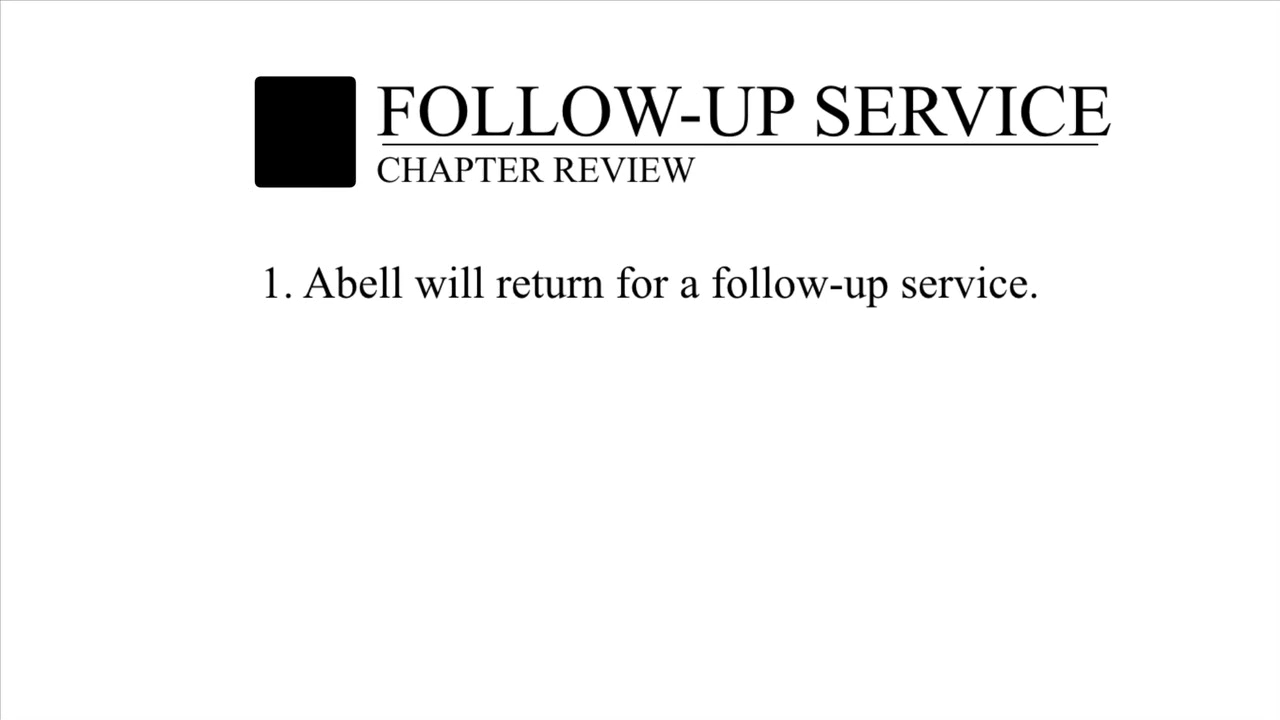 FOLLOW-UP SERVICE
CHAPTER REVIEW
1. Abell will return for a follow-up service.